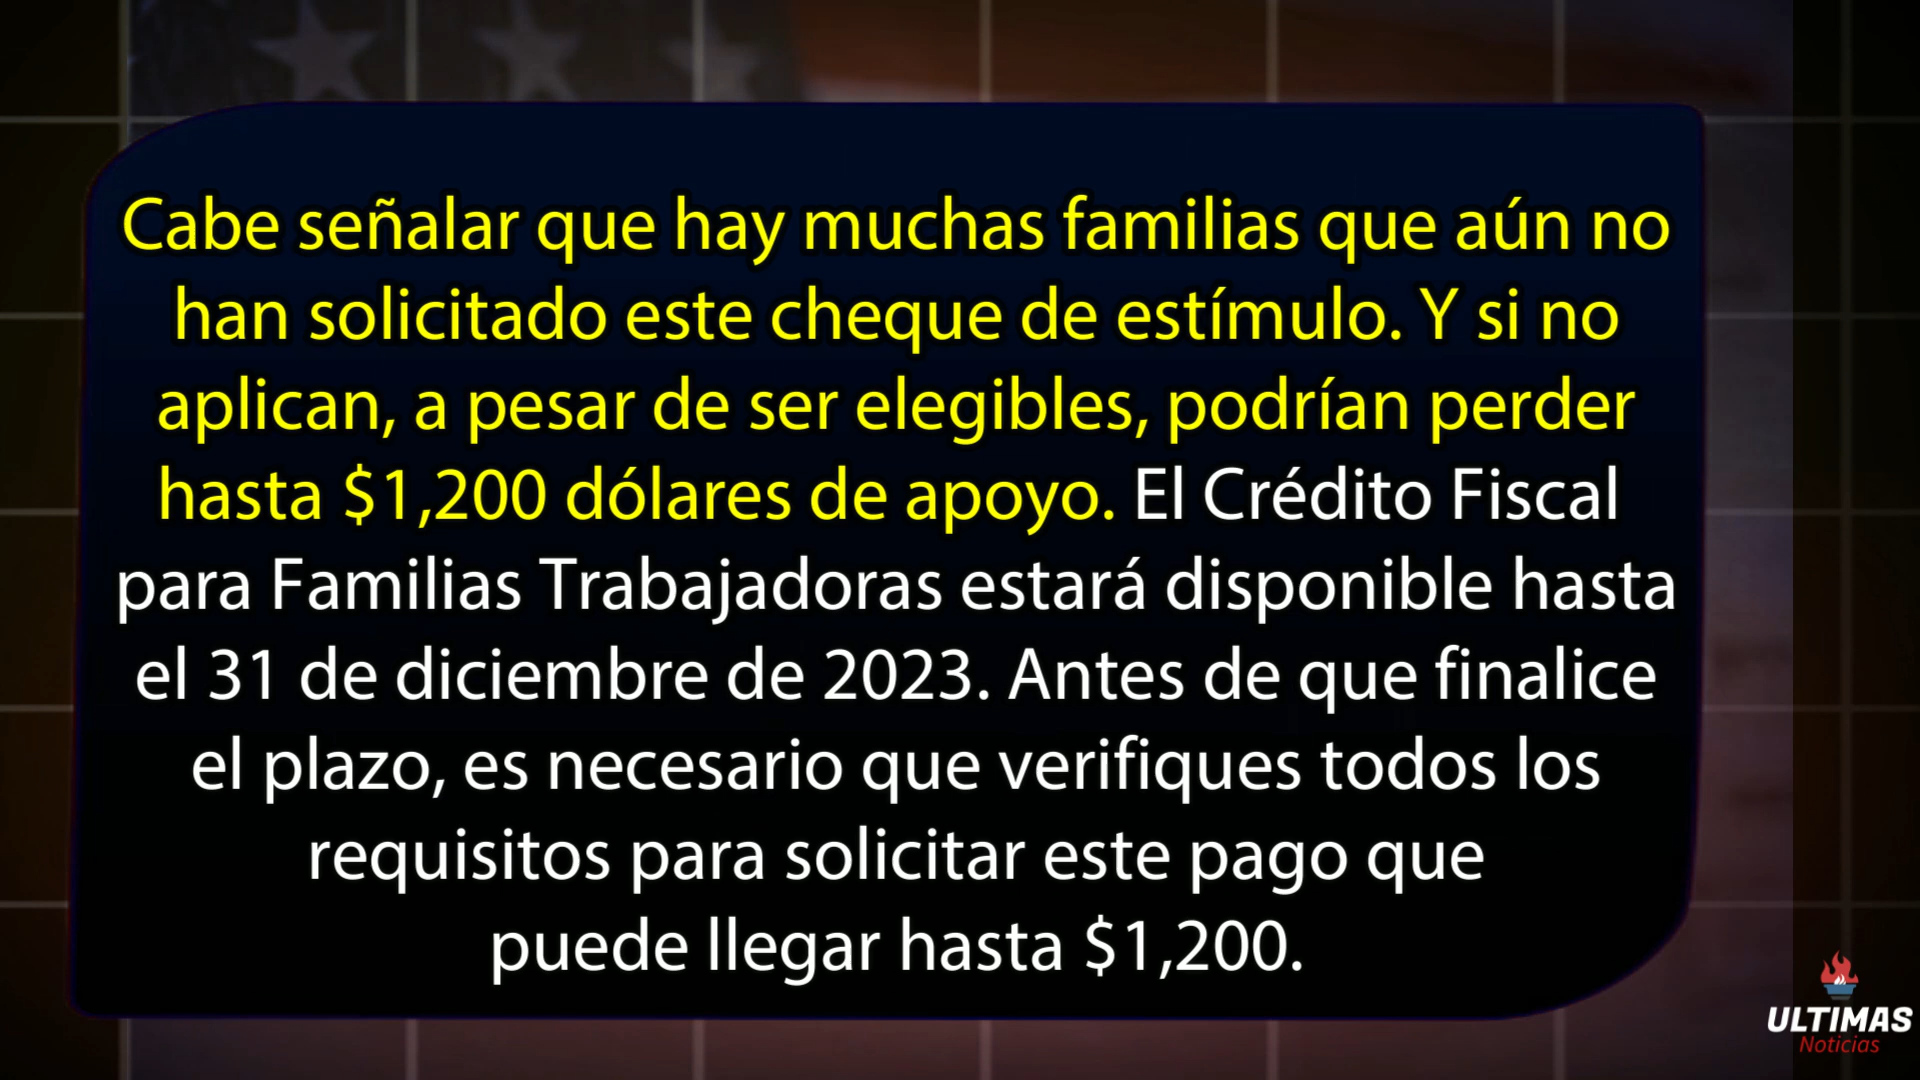 Cabe señalar que hay muchas familias que aún no
han solicitado este cheque de estímulo. Y si no
aplican, a pesar de ser elegibles, podrían perder
hasta $1,200 dólares de apoyo. El Crédito Fiscal
para Familias Trabajadoras estará disponible hasta
el 31 de diciembre de 2023. Antes de que finalice
el plazo, es necesario que verifiques todos los
requisitos para solicitar este pago que
puede llegar hasta $1,200.
ULTIMAS
Noticias